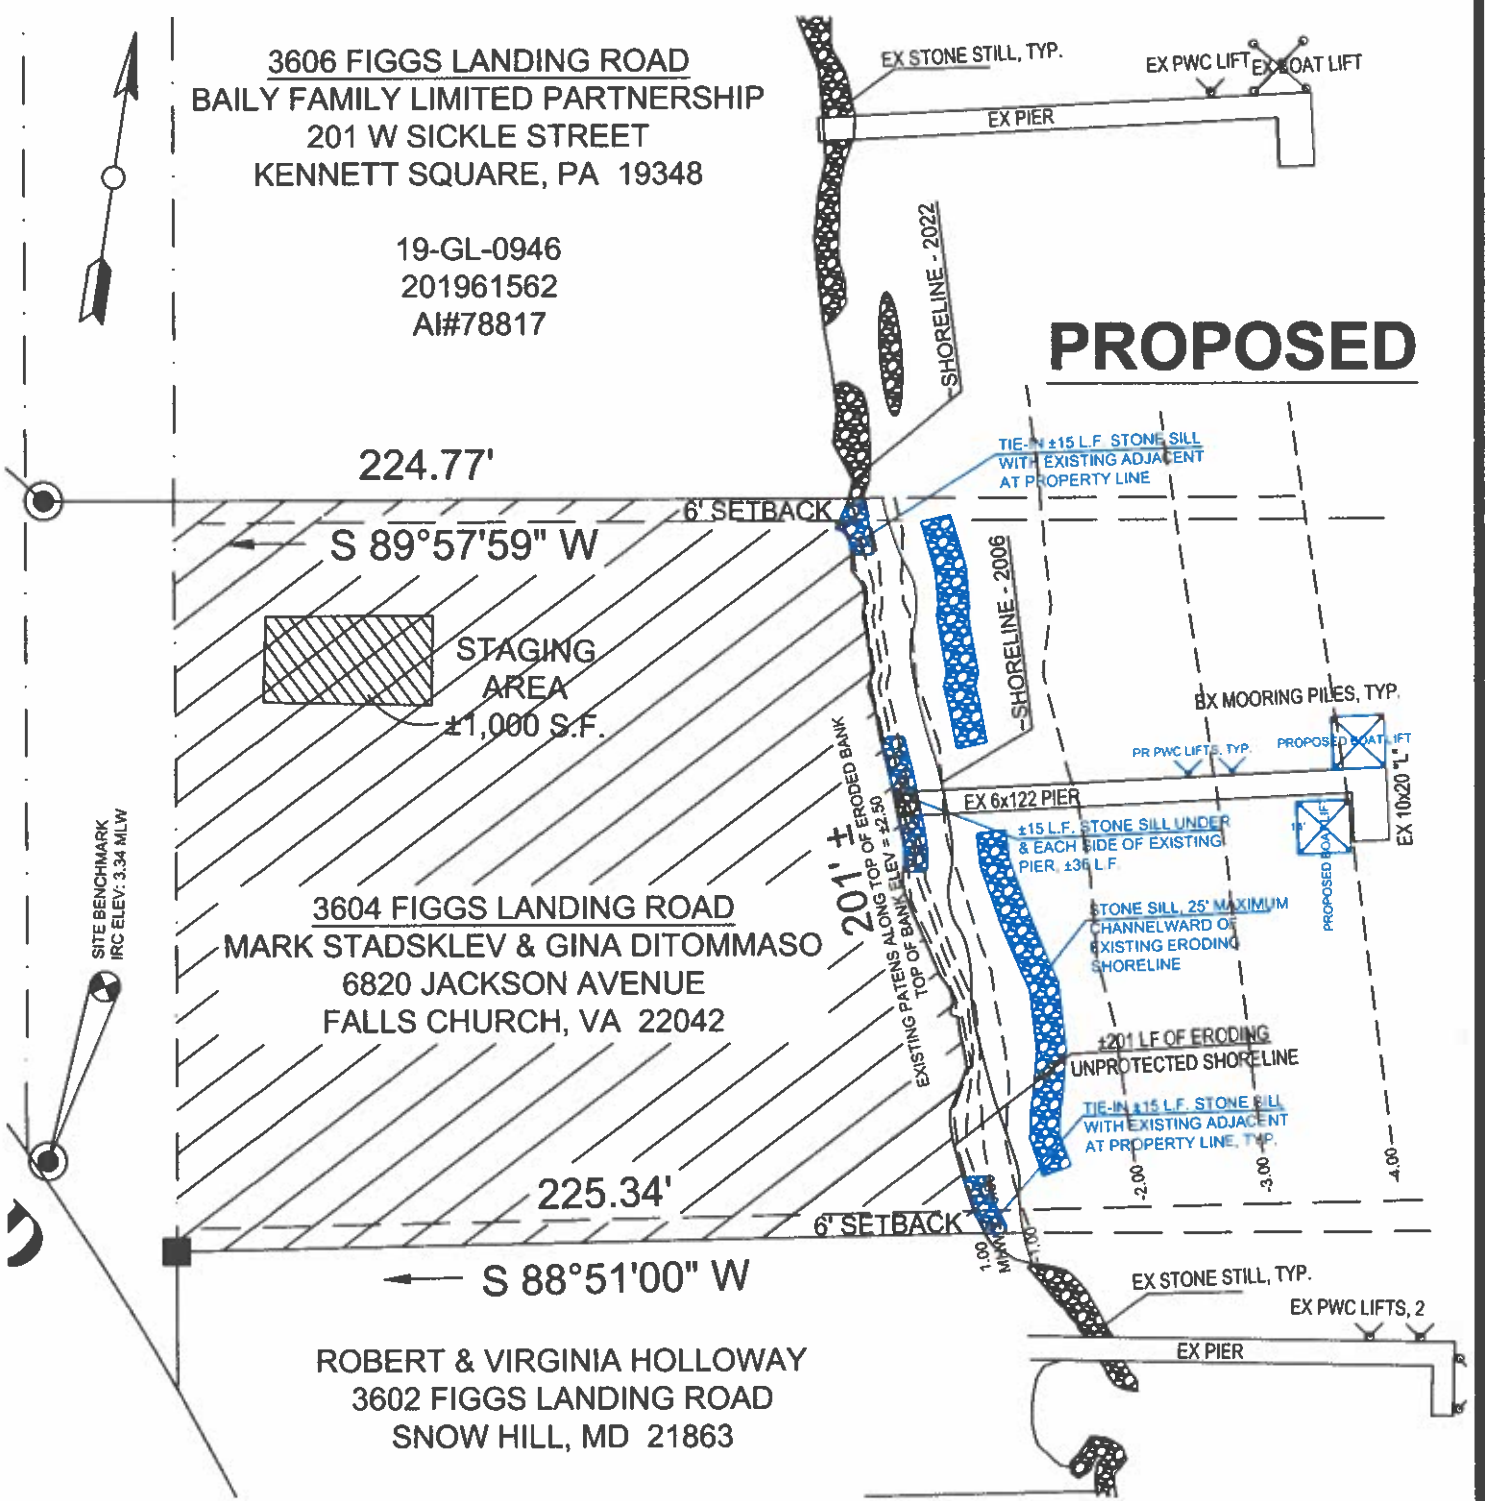 3606 FIGGS LANDING ROAD
BAILY FAMILY LIMITED PARTNERSHIP
201 W SICKLE STREET
KENNETT SQUARE, PA 19348
19-GL-0946
201961562
AI#78817
EX STONE STILL, TYP.
EX PWC LIFT
EX BOAT LIFT
EX PIER
SHORELINE - 2022
PROPOSED
TIE-IN ±15 L.F. STONE SILL
WITH EXISTING ADJACENT
AT PROPERTY LINE
224.77'
6' SETBACK
S 89°57'59" W
SHORELINE - 2006
STAGING
AREA
±1,000 S.F.
EX MOORING PILES, TYP.
PR PWC LIFTS, TYP.
PROPOSED BOAT LIFT
EX 6x122 PIER
EX 10x20 "L"
±15 L.F. STONE SILL UNDER
& EACH SIDE OF EXISTING
PIER, ±36 L.F.
14'
PROPOSED BOAT LIFT
201' ±
EXISTING PATENS ALONG TOP OF ERODED BANK
TOP OF BANK ELEV = ±2.50
SITE BENCHMARK
IRC ELEV: 3.34 MLW
3604 FIGGS LANDING ROAD
MARK STADSKLEV & GINA DITOMMASO
6820 JACKSON AVENUE
FALLS CHURCH, VA 22042
STONE SILL, 25' MAXIMUM
CHANNELWARD OF
EXISTING ERODING
SHORELINE
±201 LF OF ERODING
UNPROTECTED SHORELINE
TIE-IN ±15 L.F. STONE SILL
WITH EXISTING ADJACENT
AT PROPERTY LINE, TYP.
-2.00
-3.00
-4.00
225.34'
6' SETBACK
1.00
-1.00
S 88°51'00" W
EX STONE STILL, TYP.
EX PWC LIFTS, 2
EX PIER
ROBERT & VIRGINIA HOLLOWAY
3602 FIGGS LANDING ROAD
SNOW HILL, MD 21863